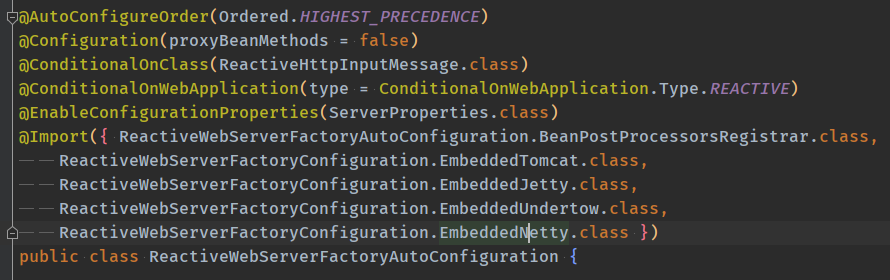 @AutoConfigureOrder(Ordered.HIGHEST_PRECEDENCE)
@Configuration(proxyBeanMethods = false)
@ConditionalOnClass(ReactiveHttpInputMessage.class)
@ConditionalOnWebApplication(type = ConditionalOnWebApplication.Type.REACTIVE)
@EnableConfigurationProperties(ServerProperties.class)
@Import({ ReactiveWebServerFactoryAutoConfiguration.BeanPostProcessorsRegistrar.class,
ReactiveWebServerFactoryConfiguration.EmbeddedTomcat.class,
ReactiveWebServerFactoryConfiguration.EmbeddedJetty.class,
ReactiveWebServerFactoryConfiguration.EmbeddedUndertow.class,
ReactiveWebServerFactoryConfiguration.EmbeddedNetty.class })
public class ReactiveWebServerFactoryAutoConfiguration {